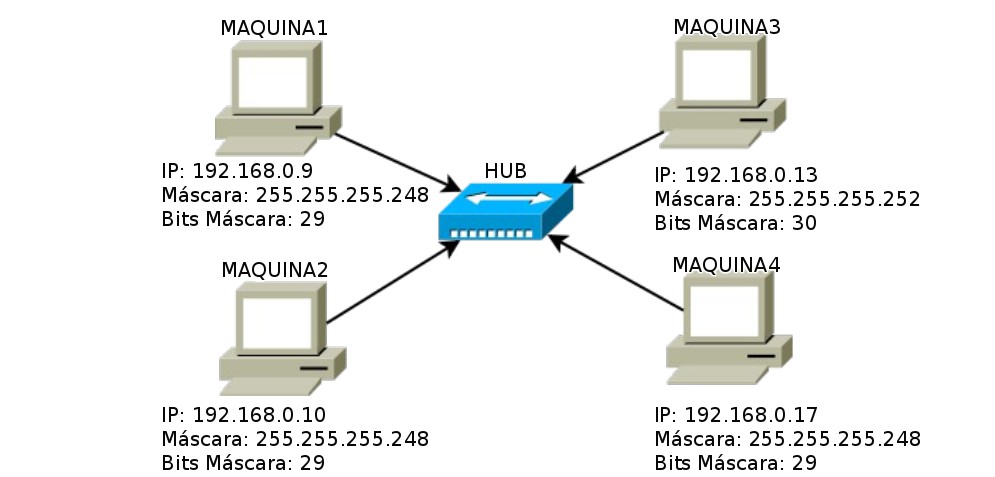 MAQUINA1
IP: 192.168.0.9
Máscara: 255.255.255.248
Bits Máscara: 29
MAQUINA3
IP: 192.168.0.13
Máscara: 255.255.255.252
Bits Máscara: 30
HUB
MAQUINA2
IP: 192.168.0.10
Máscara: 255.255.255.248
Bits Máscara: 29
MAQUINA4
IP: 192.168.0.17
Máscara: 255.255.255.248
Bits Máscara: 29